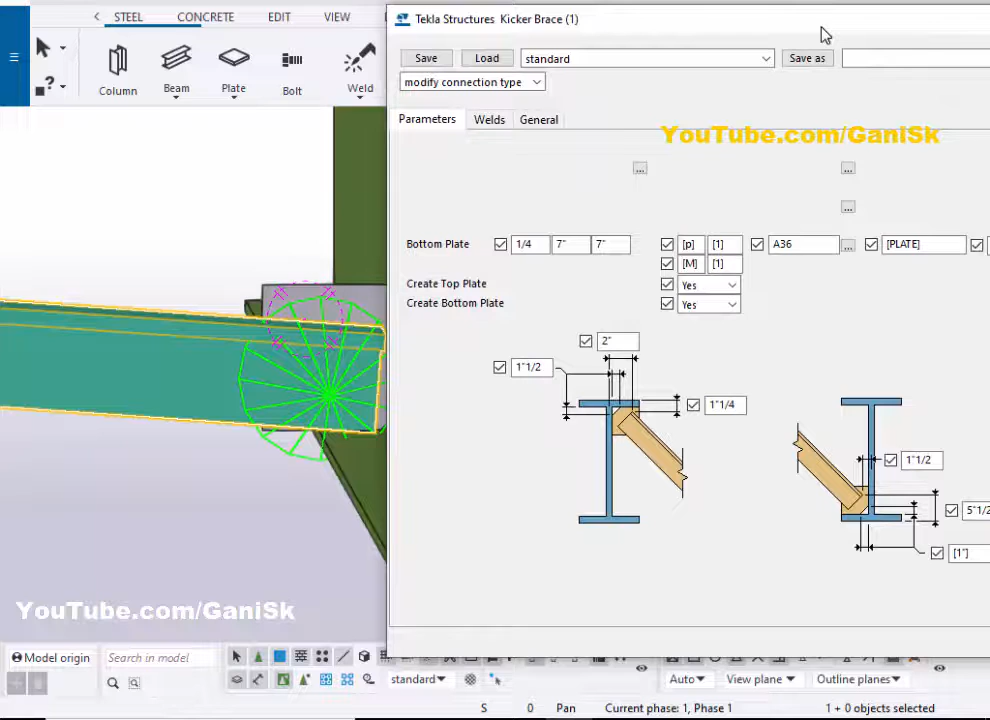 STEEL CONCRETE EDIT VIEW
Tekla Structures Kicker Brace (1)
Save Load standard Save as
modify connection type
Column Beam Plate Bolt Weld
Parameters Welds General
YouTube.com/GaniSk
...
...
...
Bottom Plate 1/4 7" 7" [p] [1] A36 ... [PLATE]
[M] [1]
Create Top Plate Yes
Create Bottom Plate Yes
2"
1"1/2
1"1/4
1"1/2
5"1/2
[1"]
YouTube.com/GaniSk
Model origin Search in model
standard Auto View plane Outline planes
S 0 Pan Current phase: 1, Phase 1 1 + 0 objects selected